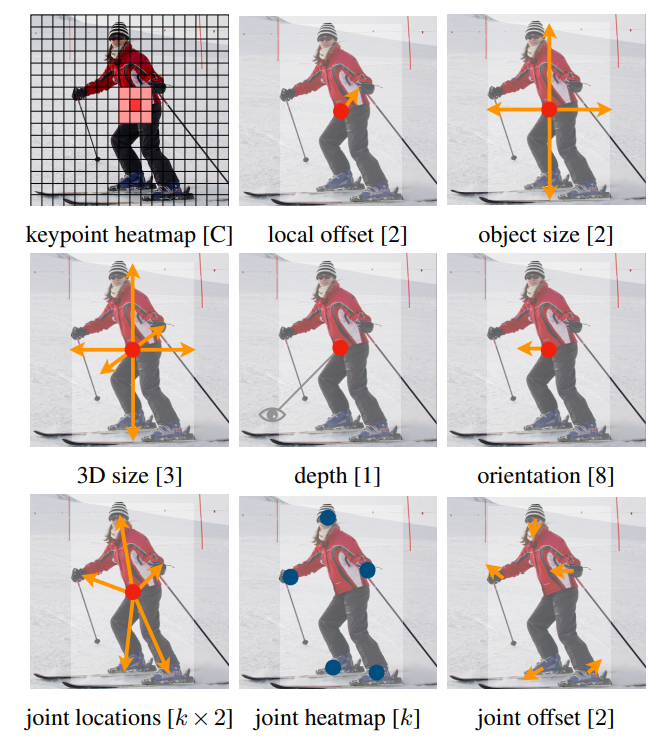 keypoint heatmap [C] local offset [2] object size [2]
3D size [3] depth [1] orientation [8]
joint locations [k × 2] joint heatmap [k] joint offset [2]